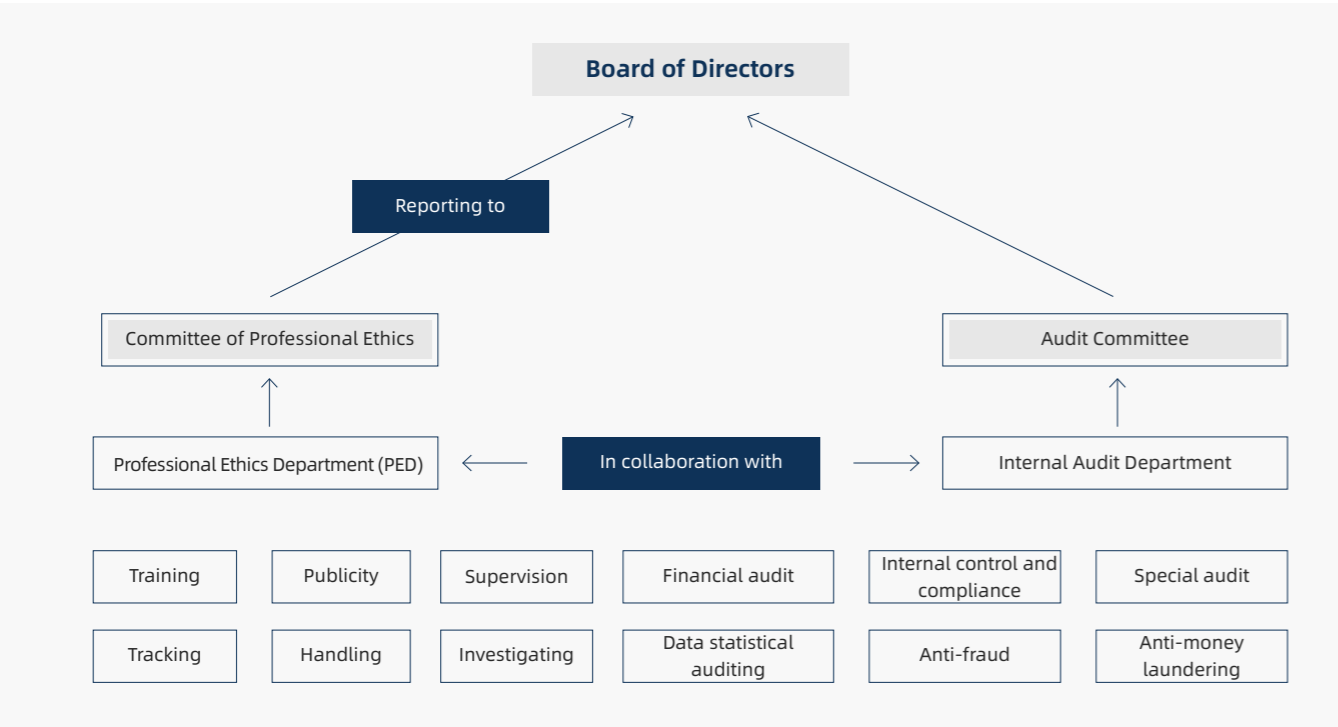 Board of Directors
Reporting to
Committee of Professional Ethics
Audit Committee
Professional Ethics Department (PED)
In collaboration with
Internal Audit Department
Training
Publicity
Supervision
Financial audit
Internal control and
compliance
Special audit
Tracking
Handling
Investigating
Data statistical
auditing
Anti-fraud
Anti-money
laundering